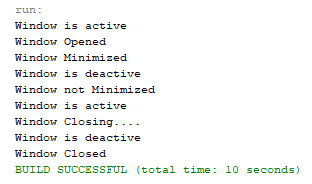 run:
Window is active
Window Opened
Window Minimized
Window is deactive
Window not Minimized
Window is active
Window Closing....
Window is deactive
Window Closed
BUILD SUCCESSFUL (total time: 10 seconds)